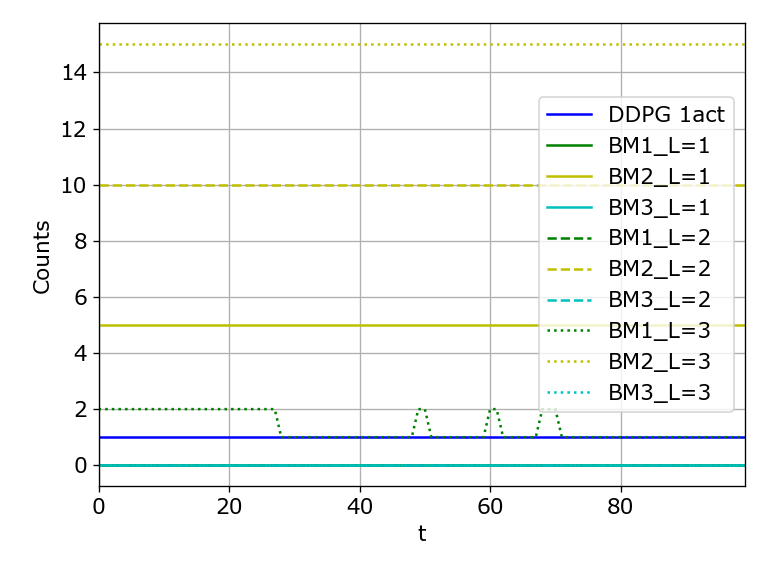 14
12
10
8
6
4
2
0
Counts
DDPG 1act
BM1_L=1
BM2_L=1
BM3_L=1
BM1_L=2
BM2_L=2
BM3_L=2
BM1_L=3
BM2_L=3
BM3_L=3
0 20 40 60 80
t